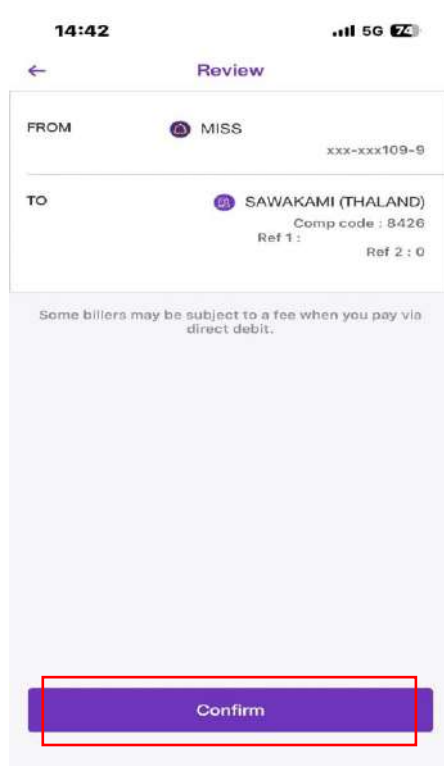 14:42 5G 74
Review
FROM MISS
xxx-xxx109-9
TO SAWAKAMI (THALAND)
Comp code : 8426
Ref 1 :
Ref 2 : 0
Some billers may be subject to a fee when you pay via
direct debit.
Confirm